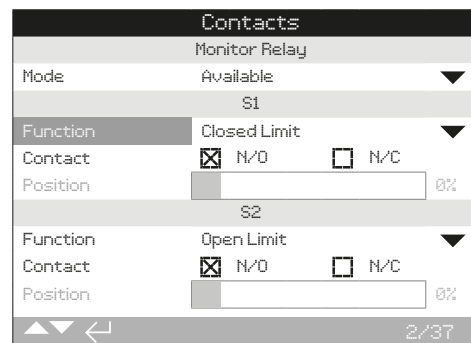 Contacts
Monitor Relay
Mode Available
S1
Function Closed Limit
Contact N/O N/C
Position 0%
S2
Function Open Limit
Contact N/O N/C
Position 0%
2/37